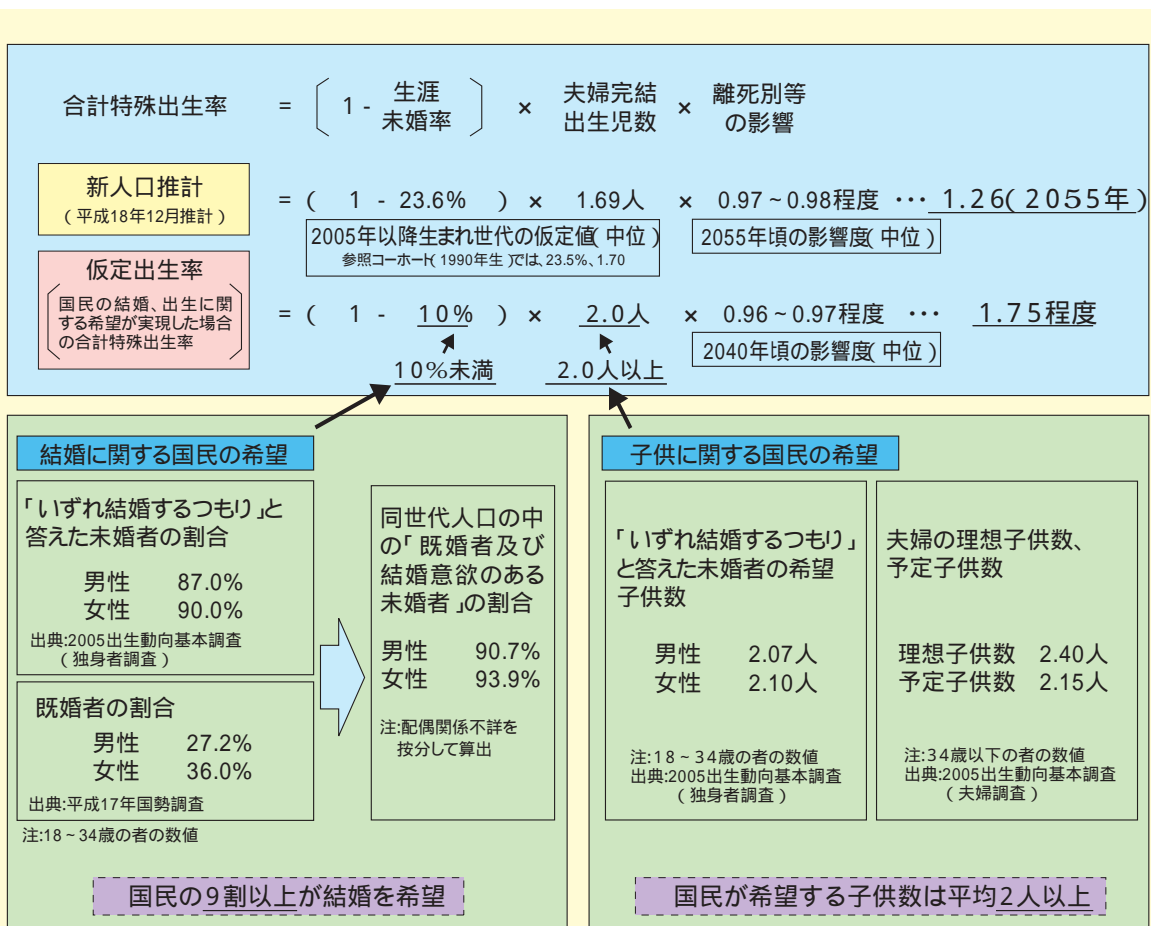 合計特殊出生率 = ( 1 - 生涯未婚率 ) × 夫婦完結出生児数 × 離死別等の影響
新人口推計
(平成18年12月推計)
= ( 1 - 23.6% ) × 1.69人 × 0.97~0.98程度 ・・・ 1.26(2055年)
2005年以降生まれ世代の仮定値(中位)
参照コーホート(1990年生)では、23.5%、1.70
2055年頃の影響度(中位)
仮定出生率
国民の結婚、出生に関
する希望が実現した場合
の合計特殊出生率
= ( 1 - 10% ) × 2.0人 × 0.96~0.97程度 ・・・ 1.75程度
2040年頃の影響度(中位)
10%未満
2.0人以上
結婚に関する国民の希望
「いずれ結婚するつもり」と
答えた未婚者の割合
男性 87.0%
女性 90.0%
出典:2005出生動向基本調査
(独身者調査)
既婚者の割合
男性 27.2%
女性 36.0%
出典:平成17年国勢調査
注:18~34歳の者の数値
同世代人口の中
の「既婚者及び
結婚意欲のある
未婚者」の割合
男性 90.7%
女性 93.9%
注:配偶関係不詳を
按分して算出
国民の9割以上が結婚を希望
子供に関する国民の希望
「いずれ結婚するつもり」
と答えた未婚者の希望
子供数
男性 2.07人
女性 2.10人
注:18~34歳の者の数値
出典:2005出生動向基本調査
(独身者調査)
夫婦の理想子供数、
予定子供数
理想子供数 2.40人
予定子供数 2.15人
注:34歳以下の者の数値
出典:2005出生動向基本調査
(夫婦調査)
国民が希望する子供数は平均2人以上